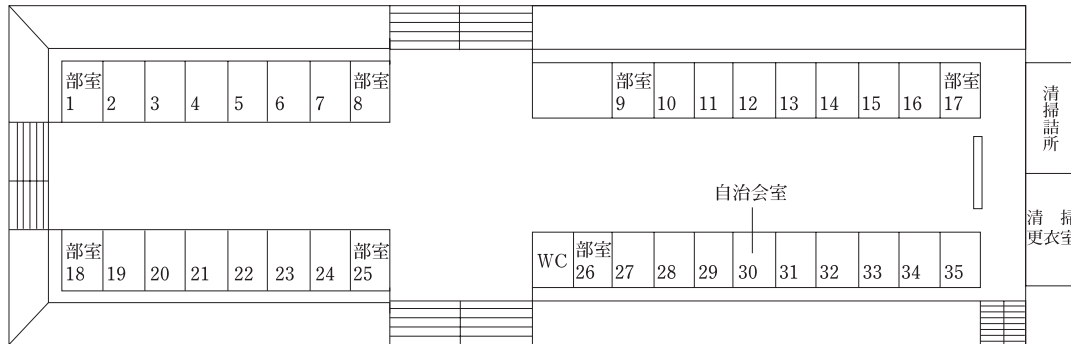 部室 部室
1 2 3 4 5 6 7 8
部室 部室
9 10 11 12 13 14 15 16 17
清掃詰所
自治会室
清掃
更衣室
部室 部室
18 19 20 21 22 23 24 25
WC 部室
26 27 28 29 30 31 32 33 34 35